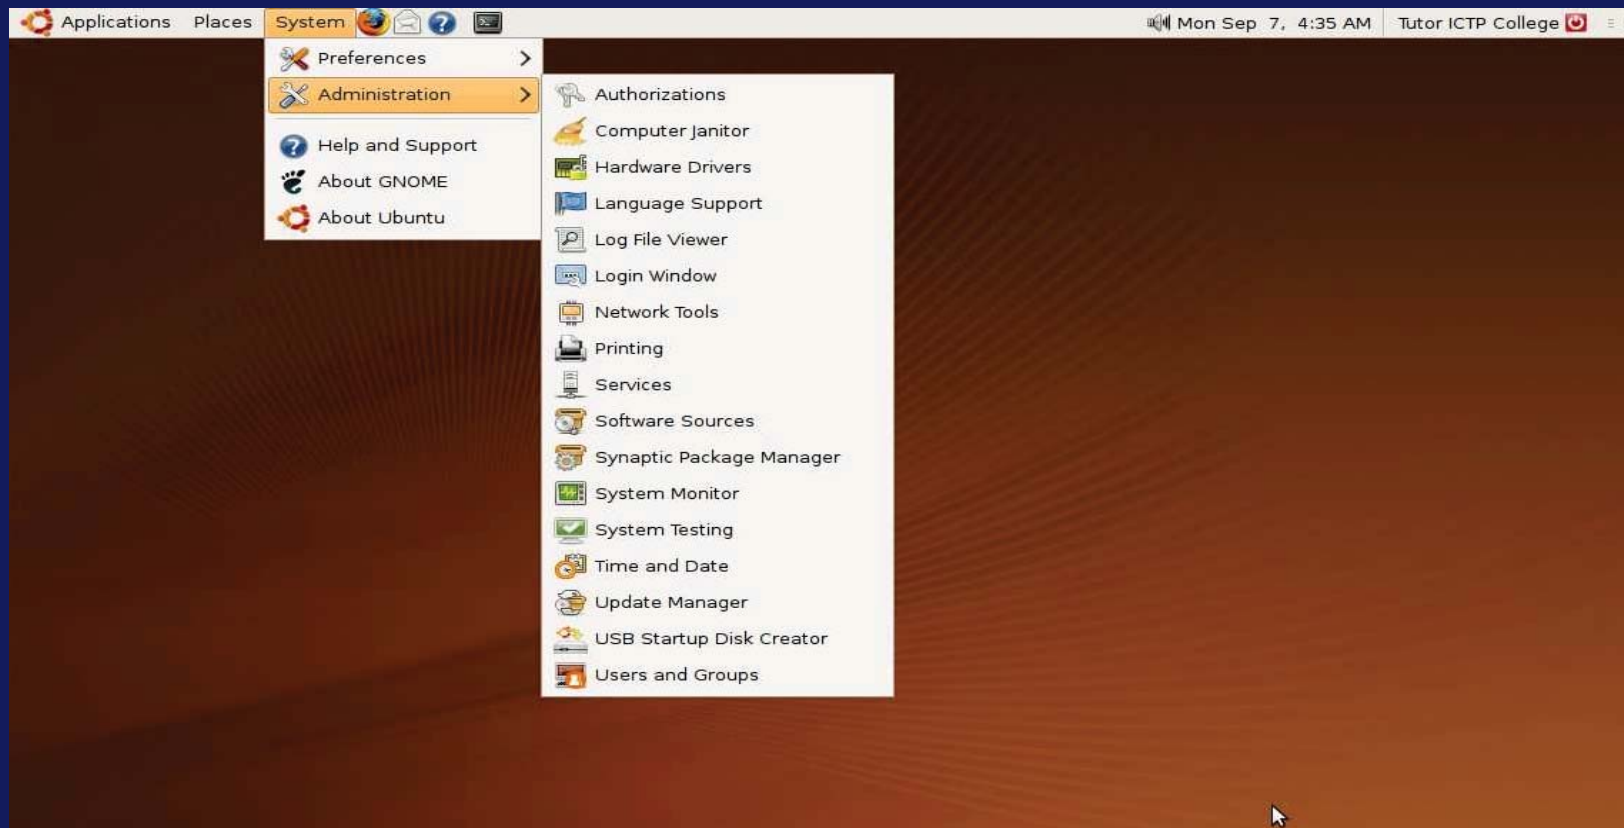 Applications Places System Mon Sep 7, 4:35 AM Tutor ICTP College
Preferences
Administration
Help and Support
About GNOME
About Ubuntu
Authorizations
Computer Janitor
Hardware Drivers
Language Support
Log File Viewer
Login Window
Network Tools
Printing
Services
Software Sources
Synaptic Package Manager
System Monitor
System Testing
Time and Date
Update Manager
USB Startup Disk Creator
Users and Groups